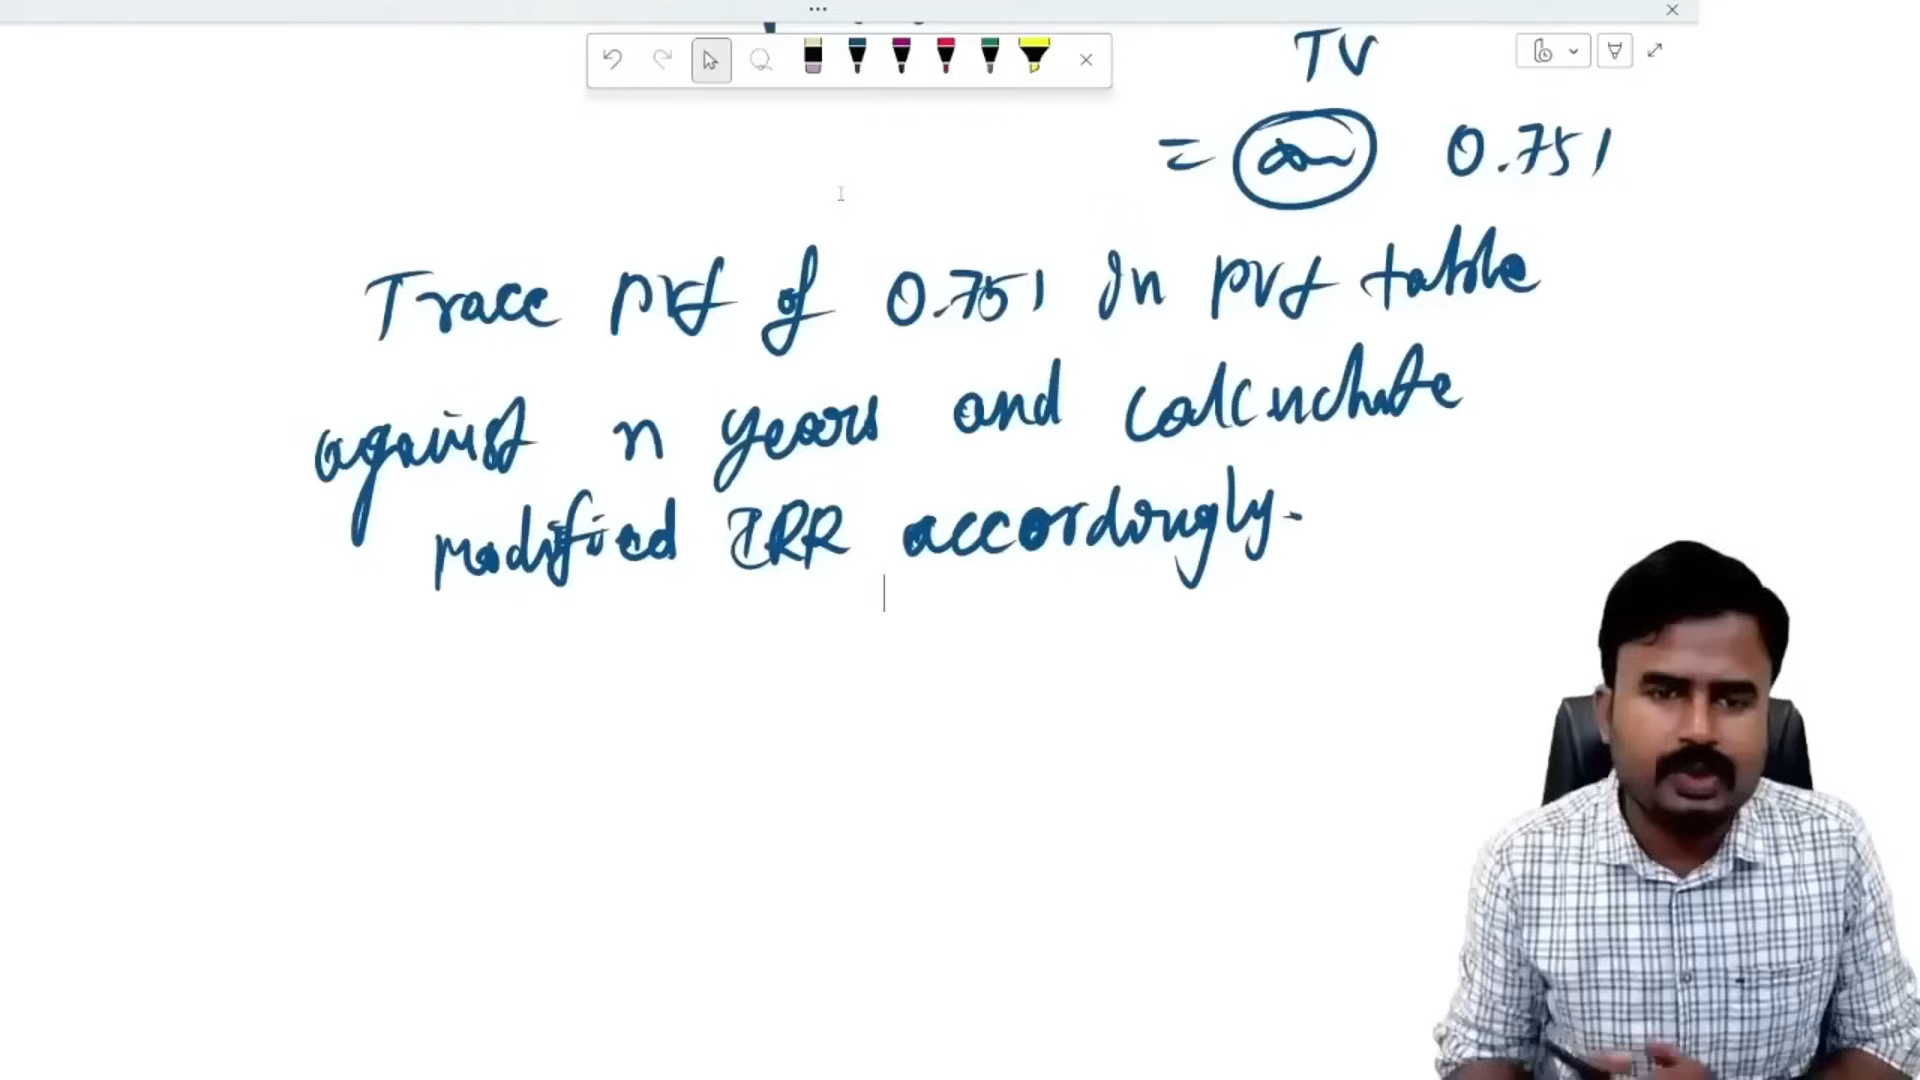 TV
= 0.751
Trace pvf of 0.751 in pvf table
against n years and calculate
modified IRR accordingly.